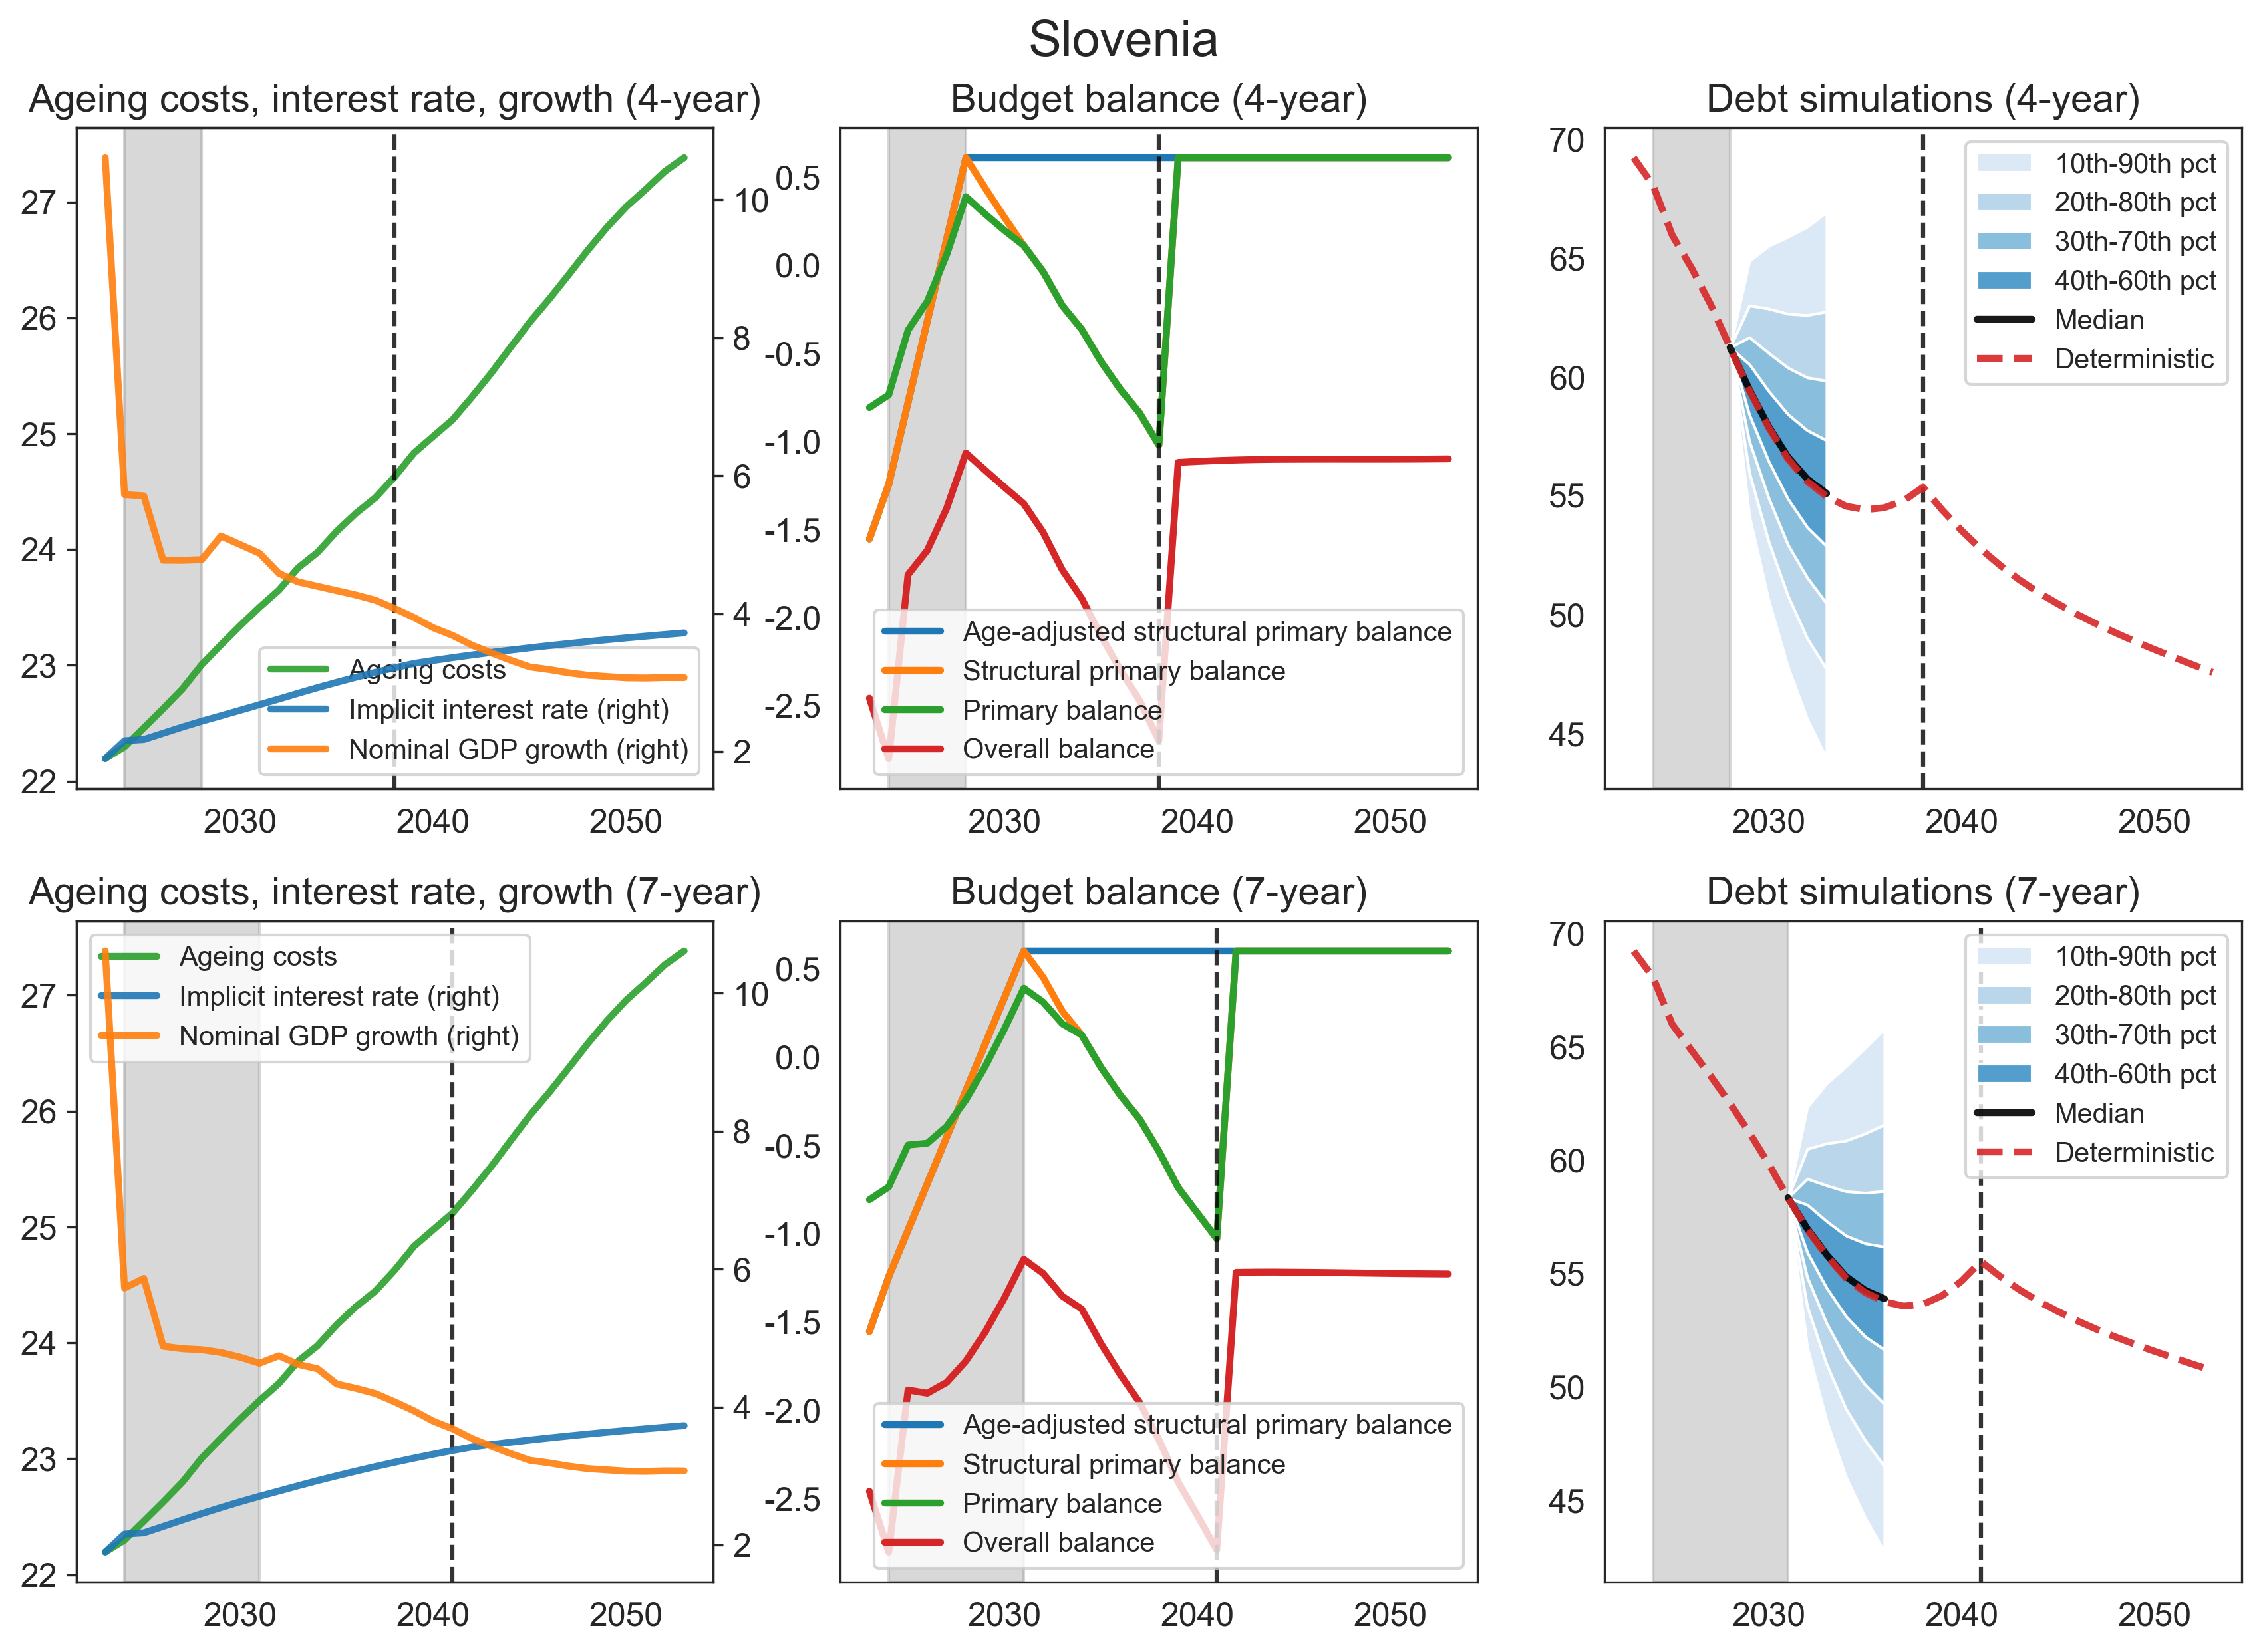 Slovenia
Ageing costs, interest rate, growth (4-year)
27
26
25
24
23
22
10
8
6
4
2
2030 2040 2050
Ageing costs
Implicit interest rate (right)
Nominal GDP growth (right)
Budget balance (4-year)
0.5
0.0
-0.5
-1.0
-1.5
-2.0
-2.5
2030 2040 2050
Age-adjusted structural primary balance
Structural primary balance
Primary balance
Overall balance
Debt simulations (4-year)
70
65
60
55
50
45
2030 2040 2050
10th-90th pct
20th-80th pct
30th-70th pct
40th-60th pct
Median
Deterministic
Ageing costs, interest rate, growth (7-year)
27
26
25
24
23
22
10
8
6
4
2
2030 2040 2050
Ageing costs
Implicit interest rate (right)
Nominal GDP growth (right)
Budget balance (7-year)
0.5
0.0
-0.5
-1.0
-1.5
-2.0
-2.5
2030 2040 2050
Age-adjusted structural primary balance
Structural primary balance
Primary balance
Overall balance
Debt simulations (7-year)
70
65
60
55
50
45
2030 2040 2050
10th-90th pct
20th-80th pct
30th-70th pct
40th-60th pct
Median
Deterministic